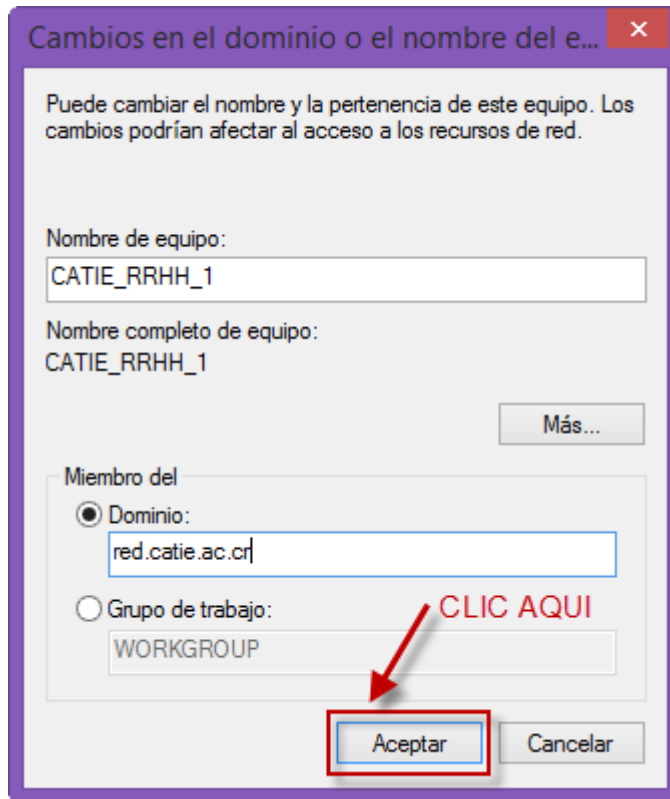 Cambios en el dominio o el nombre del e...
Puede cambiar el nombre y la pertenencia de este equipo. Los
cambios podrían afectar al acceso a los recursos de red.
Nombre de equipo:
CATIE_RRHH_1
Nombre completo de equipo:
CATIE_RRHH_1
Más...
Miembro del
Dominio:
red.catie.ac.cr
Grupo de trabajo:
CLIC AQUI
WORKGROUP
Aceptar
Cancelar